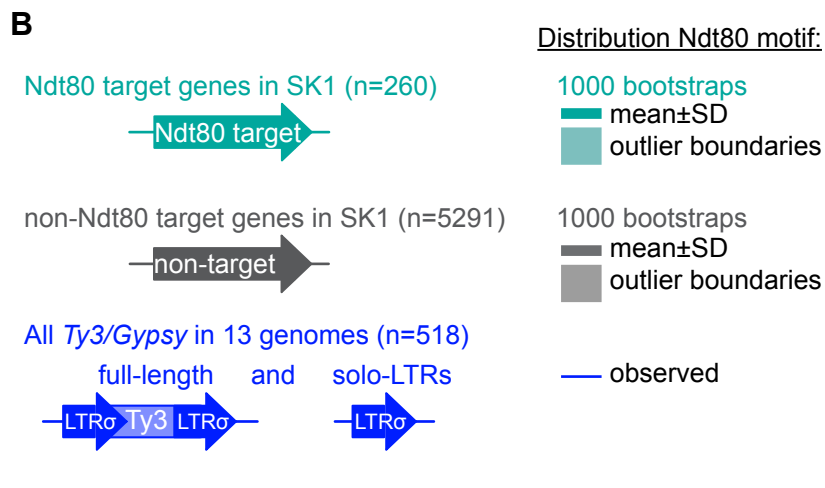 B
Distribution Ndt80 motif:
Ndt80 target genes in SK1 (n=260)
1000 bootstraps
Ndt80 target
mean±SD
outlier boundaries
non-Ndt80 target genes in SK1 (n=5291)
1000 bootstraps
non-target
mean±SD
outlier boundaries
All Ty3/Gypsy in 13 genomes (n=518)
full-length and solo-LTRs
observed
LTRσ Ty3 LTRσ LTRσ